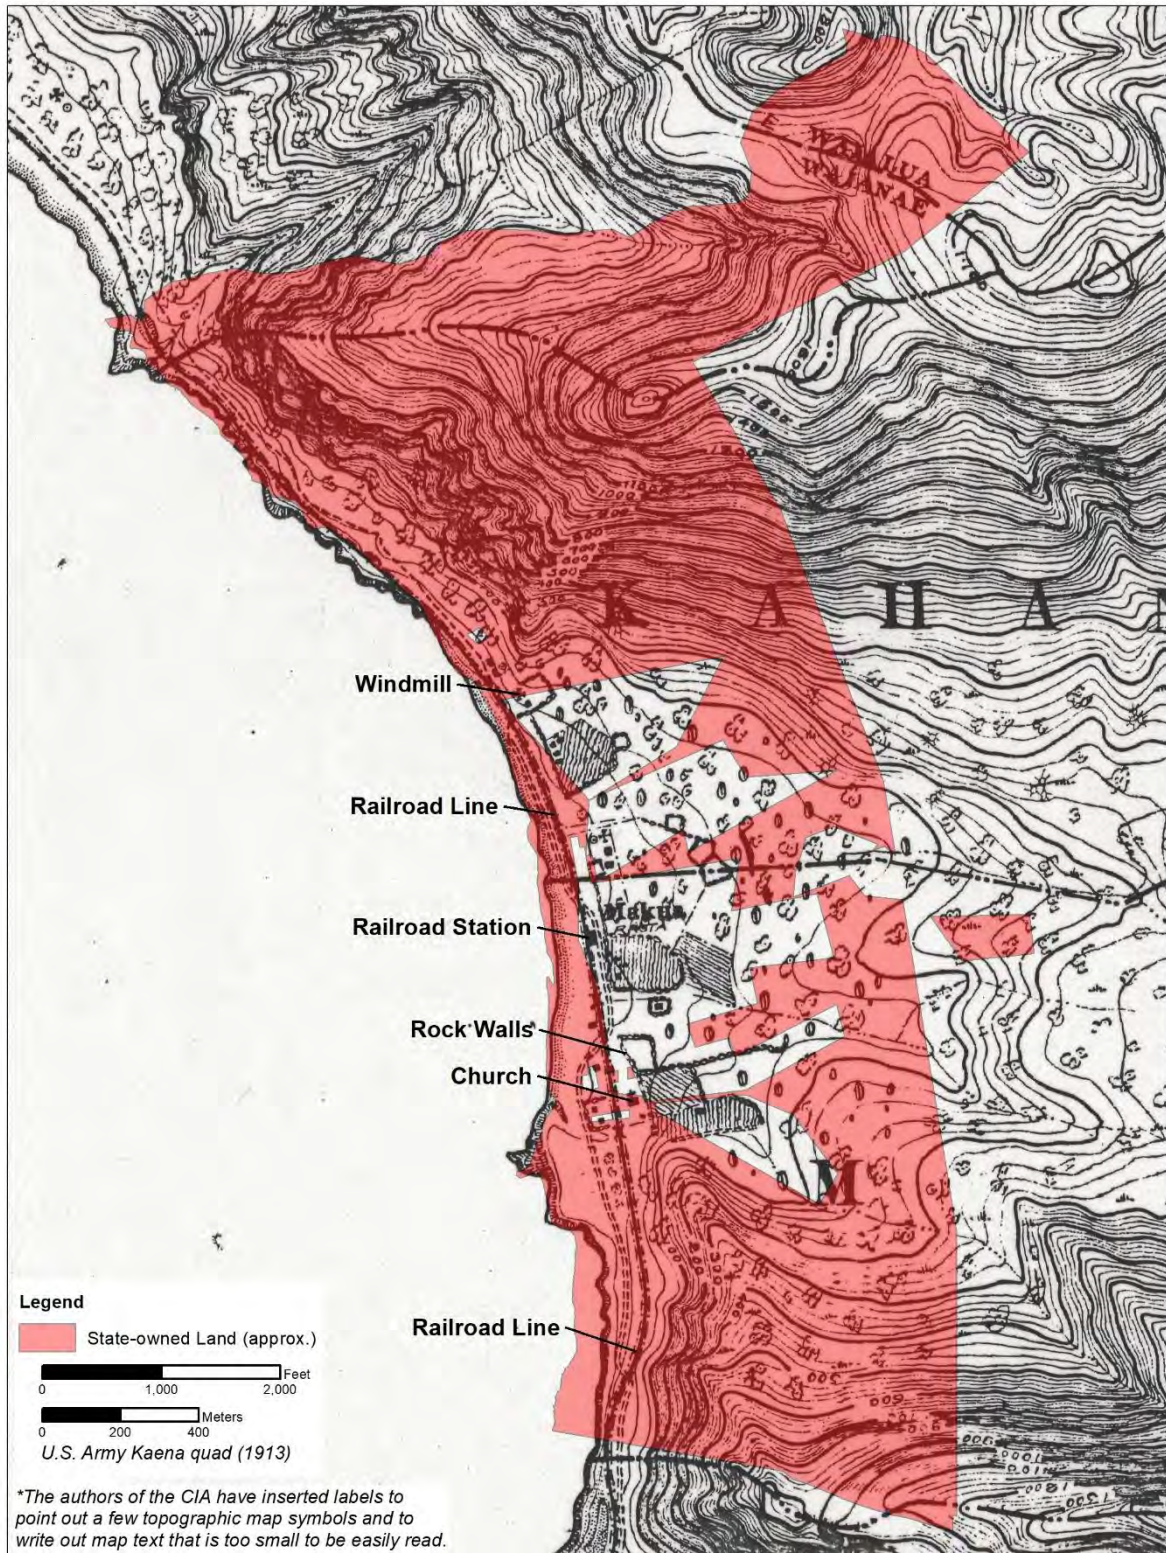 WAIALUA
WAIANAE
1200
1100
1000
K A H A N
Windmill
Railroad Line
Makua
Railroad Station
Rock Walls
Church
M
Railroad Line
Legend
State-owned Land (approx.)
Feet
0 1,000 2,000
Meters
0 200 400
U.S. Army Kaena quad (1913)
*The authors of the CIA have inserted labels to
point out a few topographic map symbols and to
write out map text that is too small to be easily read.